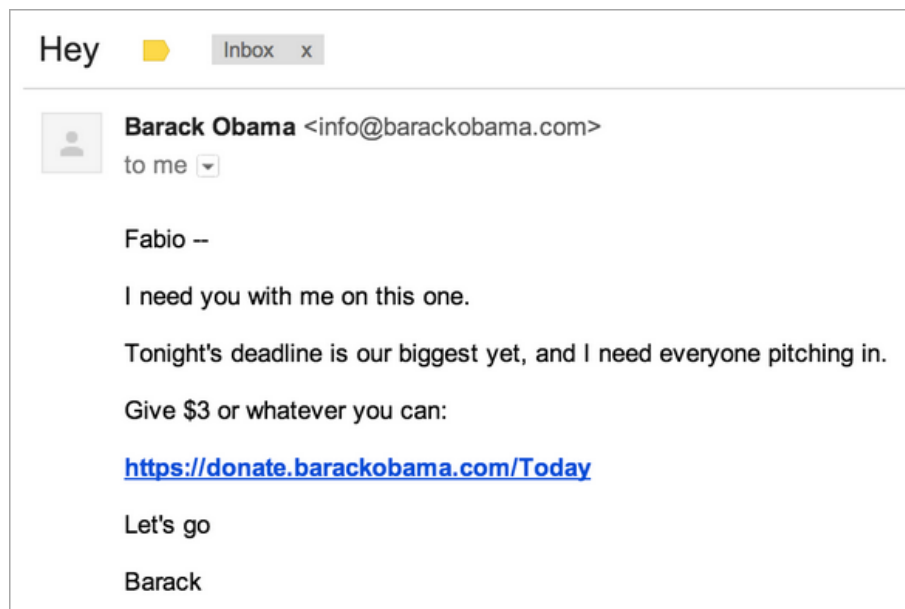 Hey Inbox x
Barack Obama <info@barackobama.com>
to me
Fabio --
I need you with me on this one.
Tonight's deadline is our biggest yet, and I need everyone pitching in.
Give $3 or whatever you can:
https://donate.barackobama.com/Today
Let's go
Barack